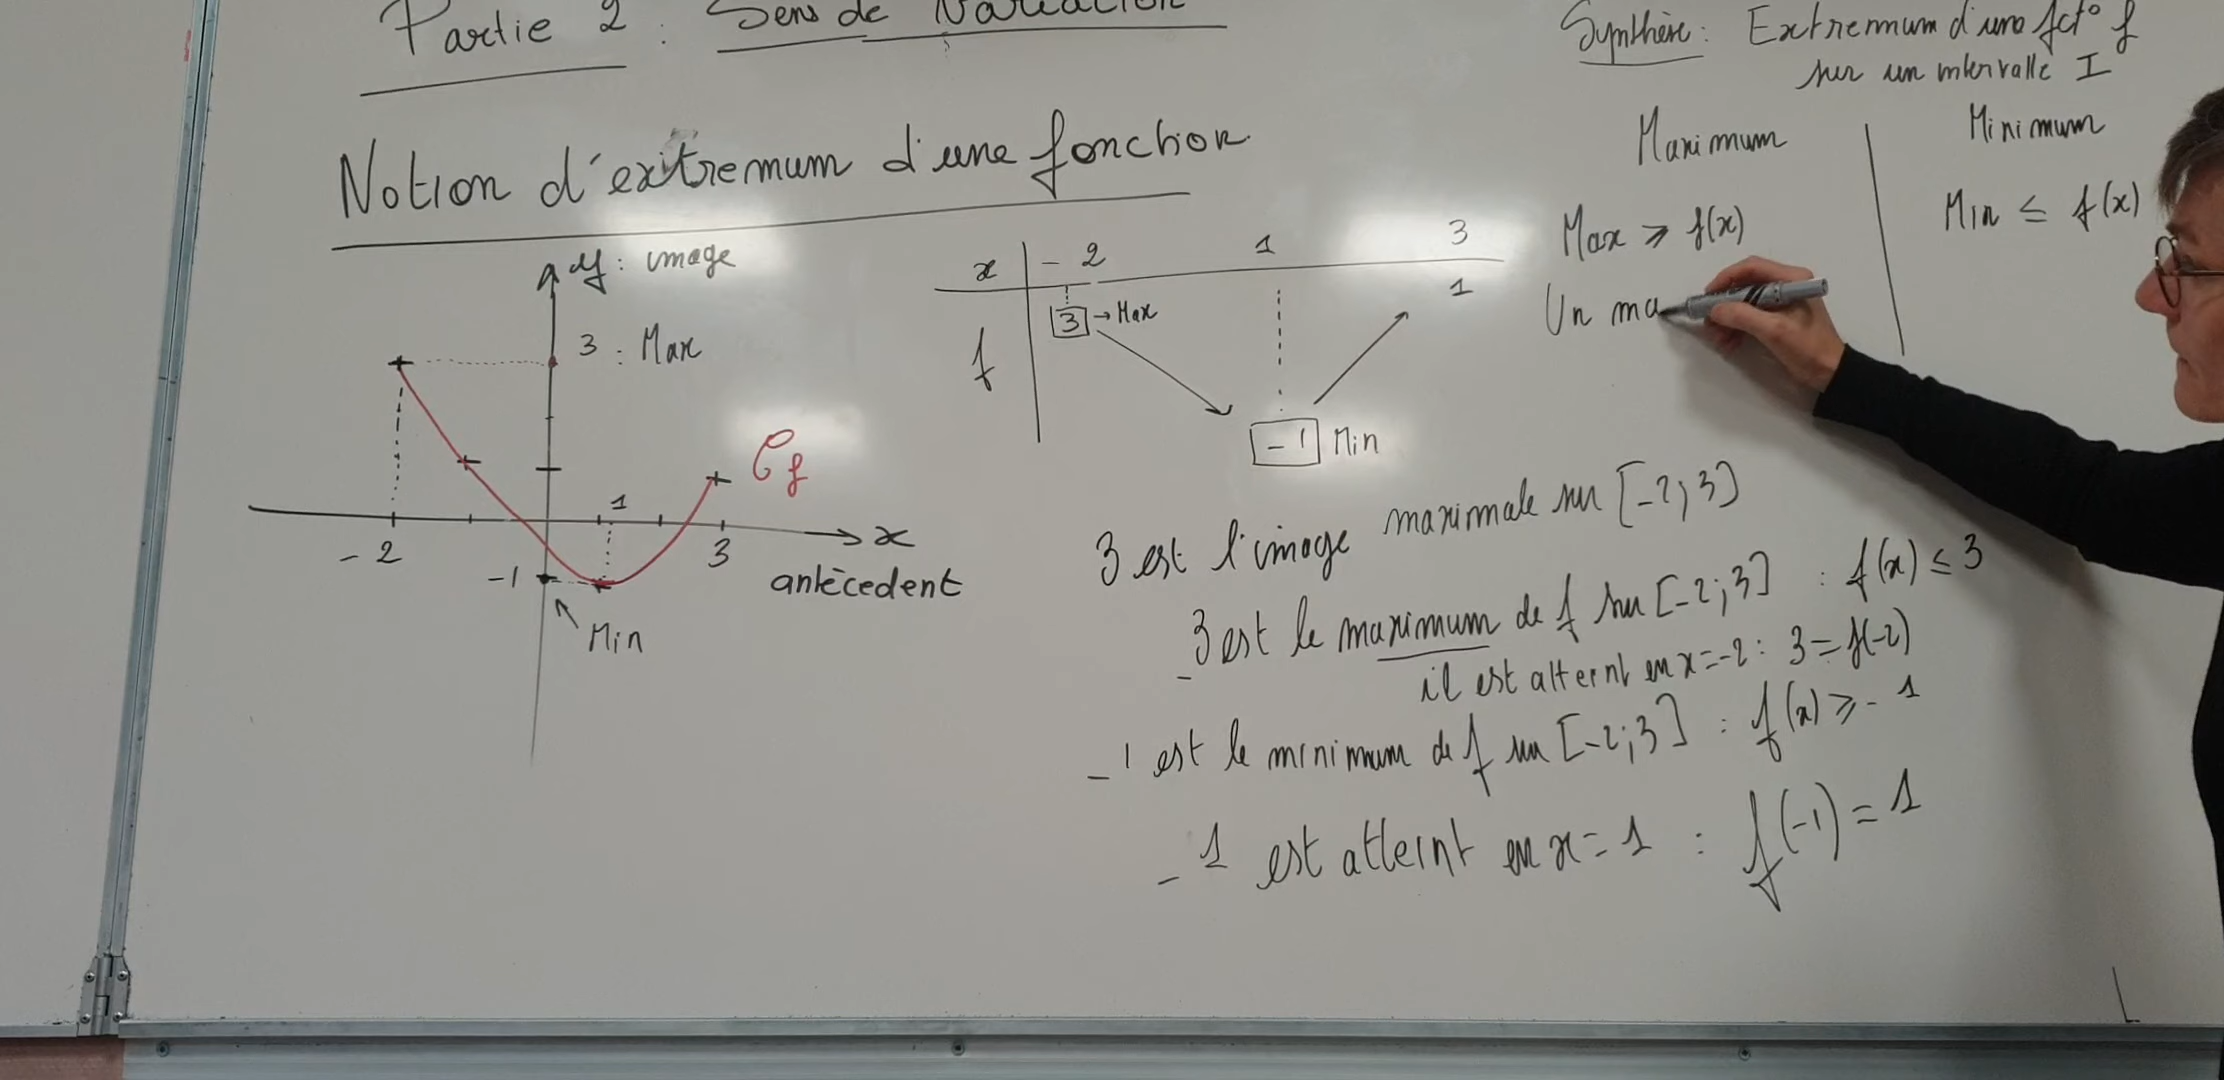 Partie 2 : Sens de Variation
Notion d'extremum d'une fonction
y : image
3 : Max
Cf
1
-2
3
x
antècedent
-1
Min
x -2 1 3
f 3 → Max 1
-1 Min
3 est l'image maximale sur [-2; 3]
3 est le maximum de f sur [-2; 3] : f(x) ≤ 3
il est atteint en x = -2 : 3 = f(-2)
-1 est le minimum de f sur [-2; 3] : f(x) ≥ -1
-1 est atteint en x = 1 : f(-1) = 1
Synthèse : Extremum d'une fct° f
sur un intervalle I
Maximum
Max ≥ f(x)
Un ma
Minimum
Min ≤ f(x)